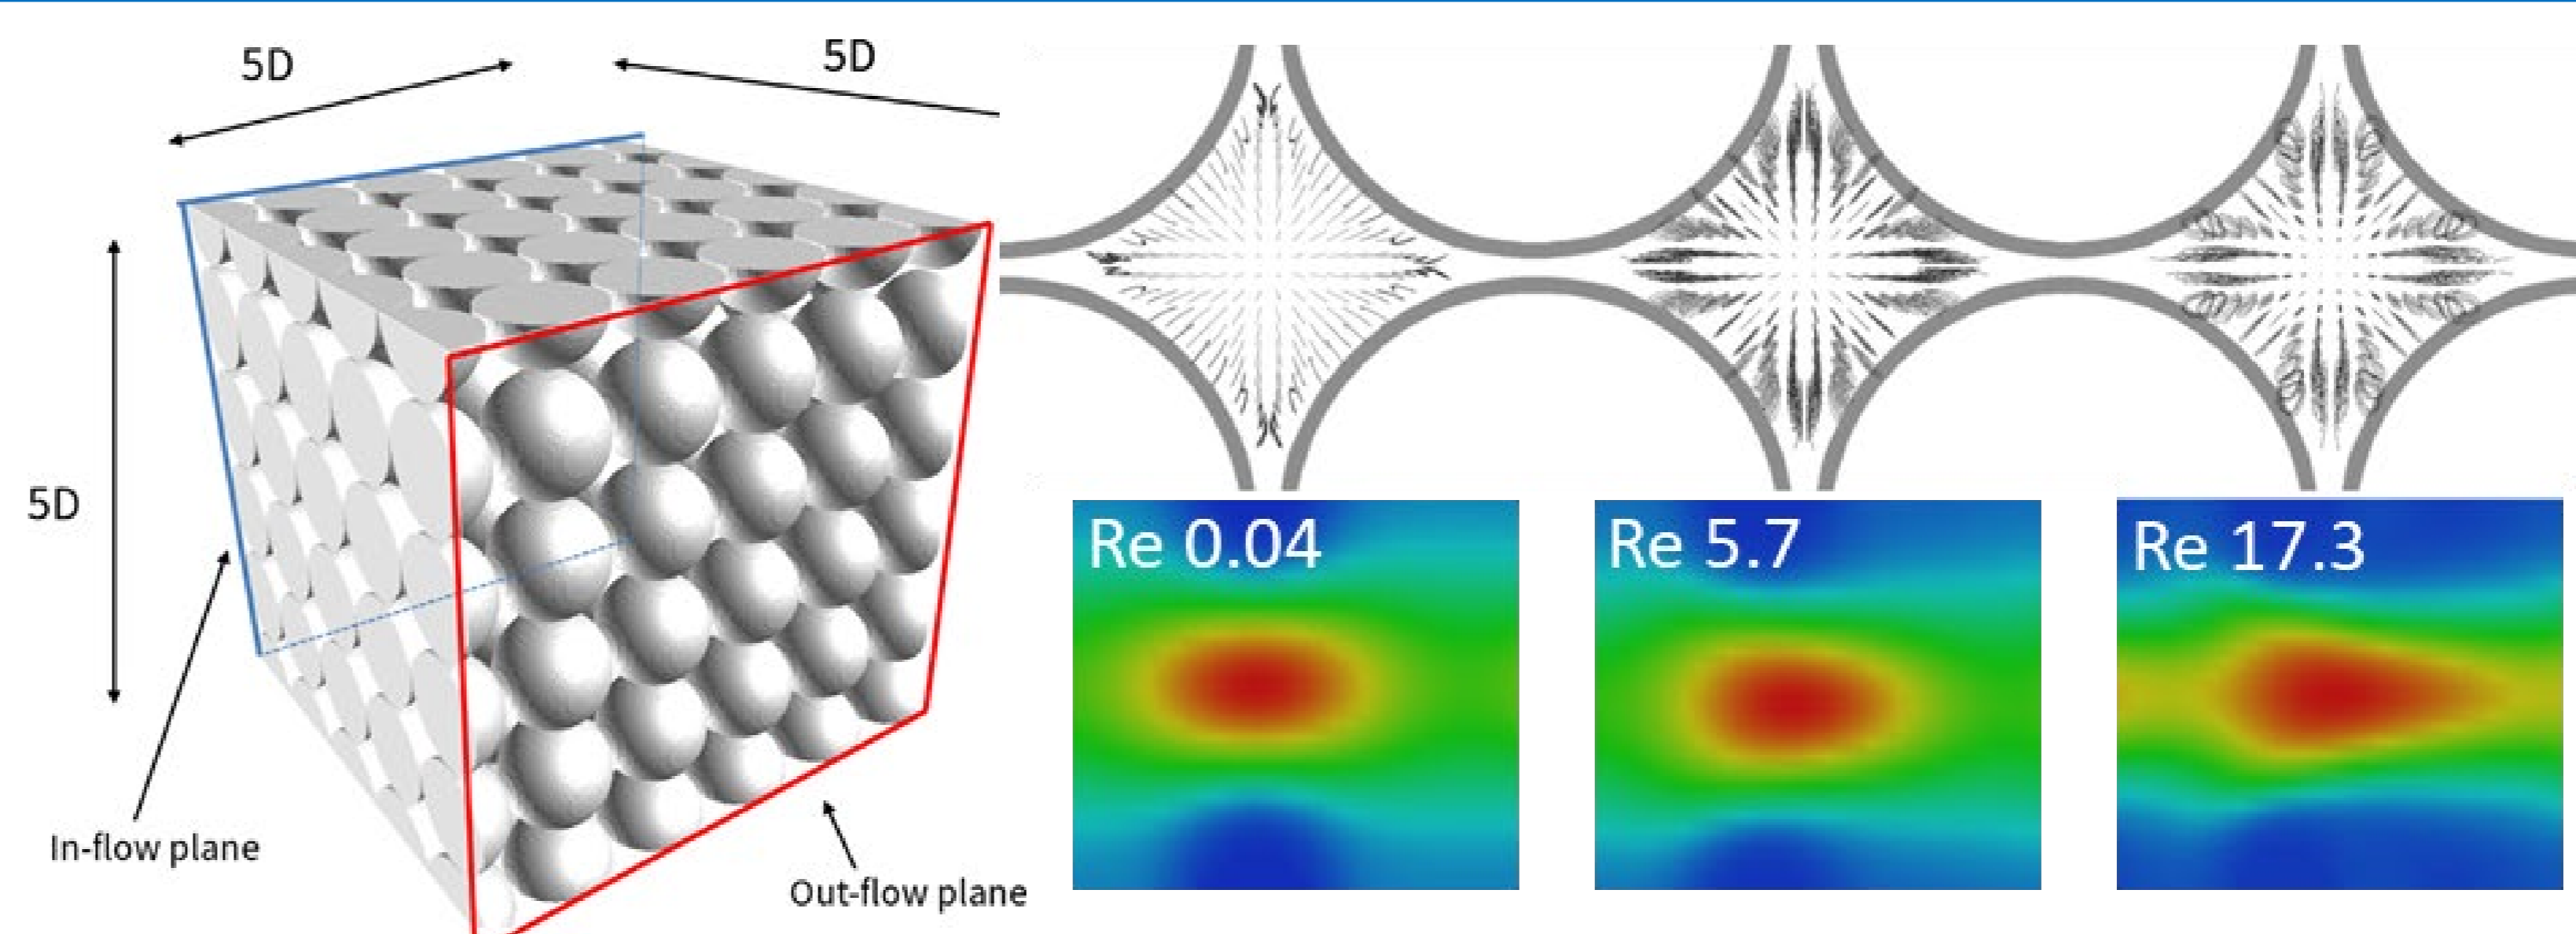 5D
5D
5D
In-flow plane
Out-flow plane
Re 0.04
Re 5.7
Re 17.3